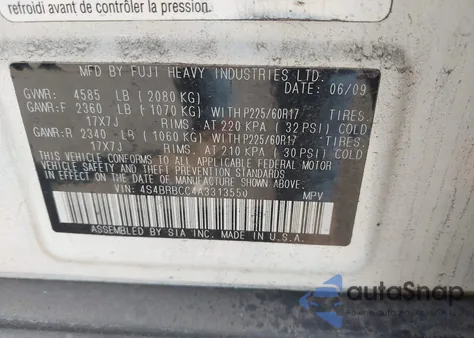 refroidi avant de contrôler la pression.
MFD BY FUJI HEAVY INDUSTRIES LTD.
DATE: 06/09
GVWR: 4585 LB (2080 KG)
GAWR:F 2360 LB (1070 KG) WITH P225/60R17 TIRES,
17X7J RIMS, AT 220 KPA (32 PSI) COLD
GAWR:R 2340 LB (1060 KG) WITH P225/60R17 TIRES,
17X7J RIMS, AT 210 KPA (30 PSI) COLD
THIS VEHICLE CONFORMS TO ALL APPLICABLE FEDERAL MOTOR
VEHICLE SAFETY BUMPER, AND THEFT PREVENTION STANDARDS
IN EFFECT ON THE DATE OF MANUFACTURE SHOWN ABOVE.
VIN: 4S4BRBCC4A3313550 MPV
ASSEMBLED BY SIA INC. MADE IN U.S.A.
autoSnap